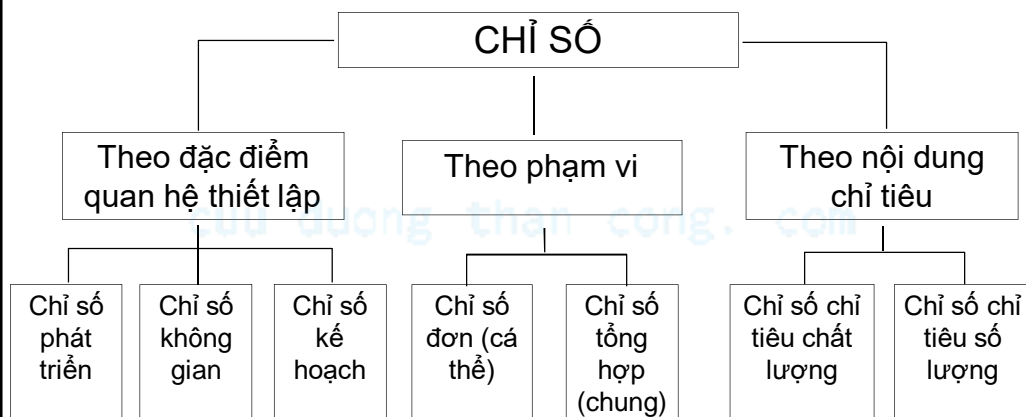 CHỈ SỐ
Theo đặc điểm
quan hệ thiết lập
Theo phạm vi
Theo nội dung
chỉ tiêu
cuu duong than cong. com
Chỉ số
phát
triển
Chỉ số
không
gian
Chỉ số
kế
hoạch
Chỉ số
đơn (cá
thể)
Chỉ số
tổng
hợp
(chung)
Chỉ số chỉ
tiêu chất
lượng
Chỉ số chỉ
tiêu số
lượng